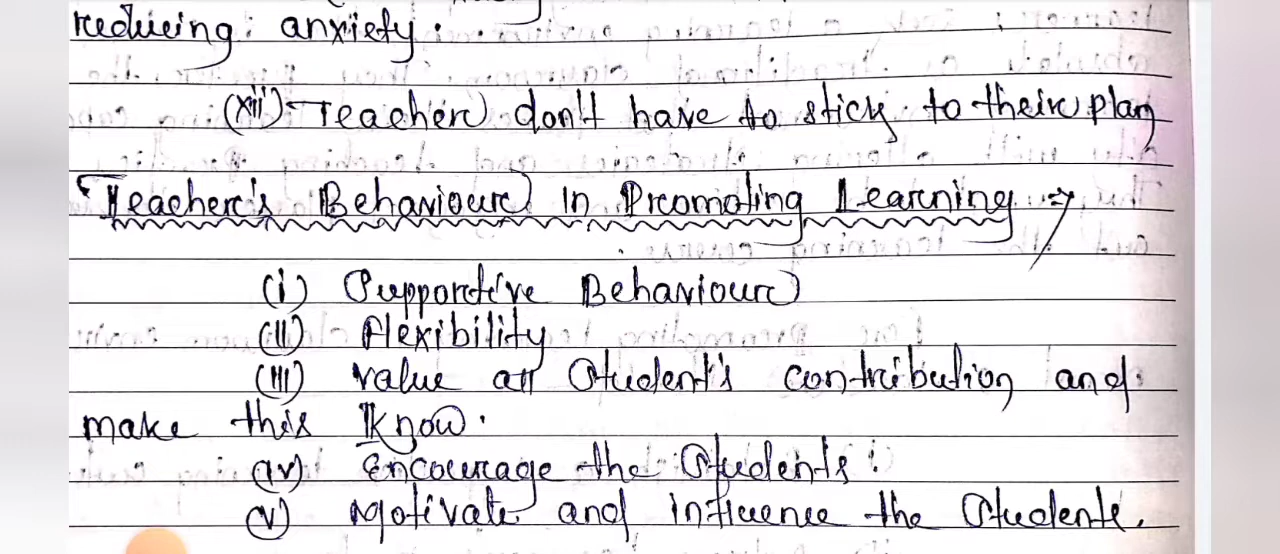 reducing anxiety.
(xii) Teacher don't have to stick to their plan
Teacher's Behaviour in Promoting Learning →
(i) Supportive Behaviour
(ii) Flexibility
(iii) Value all Student's contribution and
make this Know.
(iv) Encourage the Students.
(v) Motivate and influence the Students.